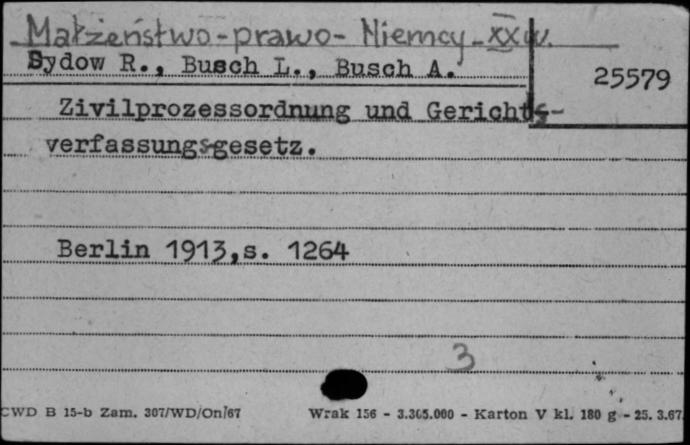 Małżeństwo-prawo- Niemcy - XX w.
Sydow R., Busch L., Busch A.
25579
Zivilprozessordnung und Gerichts-
verfassungsgesetz.
Berlin 1913,s. 1264
3
CWD B 15-b Zam. 307/WD/On/67 Wrak 156 - 3.365.000 - Karton V kl. 180 g - 25. 3.67